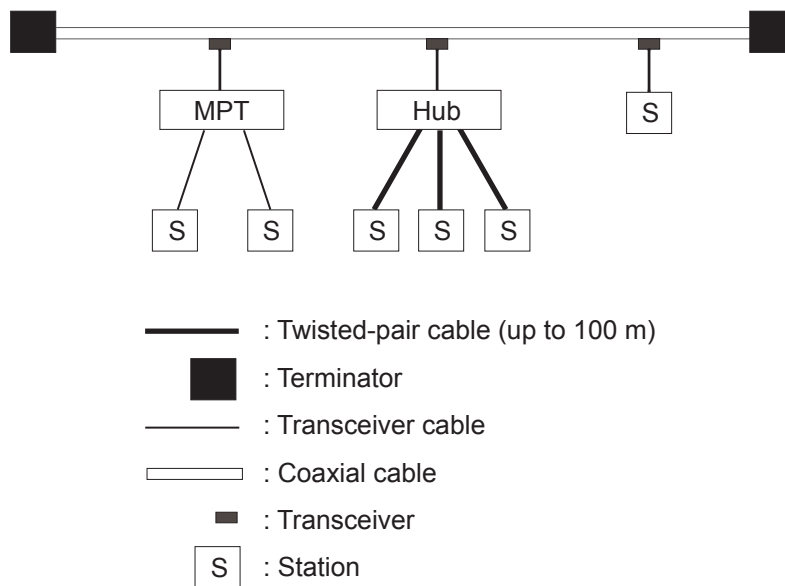 MPT
Hub
S
S
S
S
S
S
: Twisted-pair cable (up to 100 m)
: Terminator
: Transceiver cable
: Coaxial cable
: Transceiver
S : Station